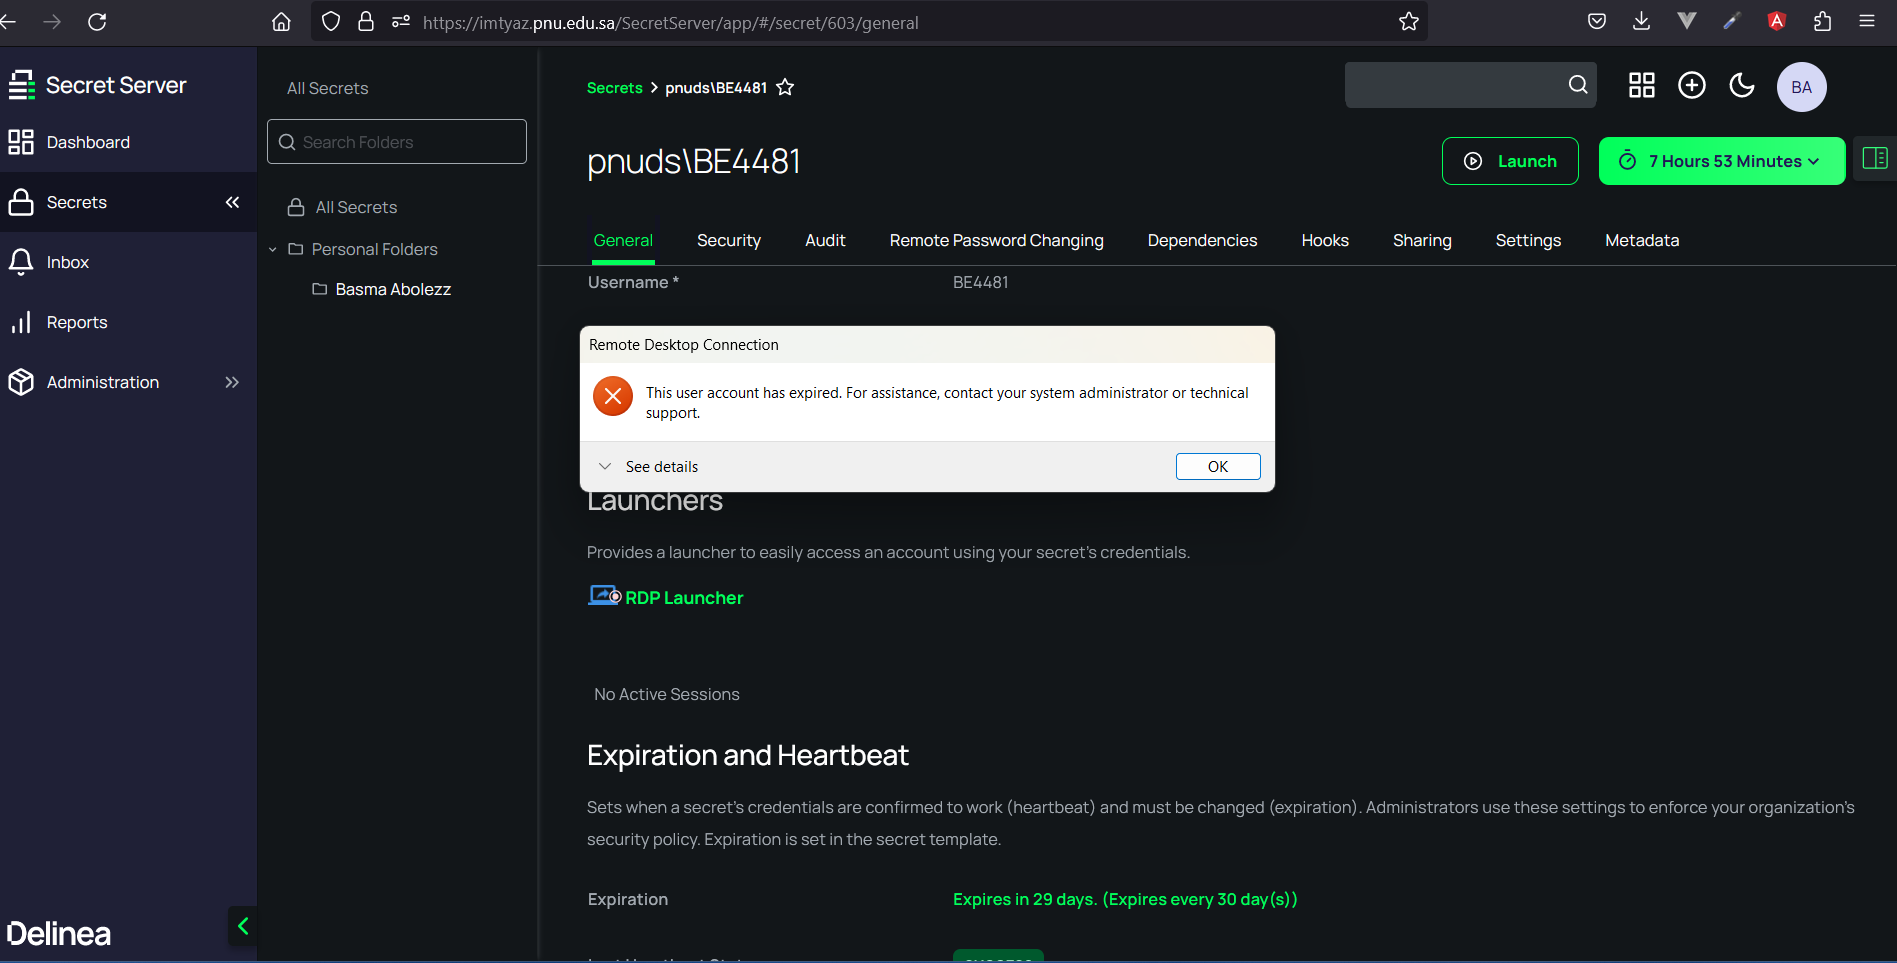 https://imtyaz.pnu.edu.sa/SecretServer/app/#/secret/603/general
Secret Server
Dashboard
Secrets
Inbox
Reports
Administration
Delinea
All Secrets
Search Folders
All Secrets
Personal Folders
Basma Abolezz
Secrets > pnuds\BE4481
BA
pnuds\BE4481
Launch
7 Hours 53 Minutes
General Security Audit Remote Password Changing Dependencies Hooks Sharing Settings Metadata
Username * BE4481
Remote Desktop Connection
This user account has expired. For assistance, contact your system administrator or technical
support.
See details
OK
Launchers
Provides a launcher to easily access an account using your secret's credentials.
RDP Launcher
No Active Sessions
Expiration and Heartbeat
Sets when a secret's credentials are confirmed to work (heartbeat) and must be changed (expiration). Administrators use these settings to enforce your organization's
security policy. Expiration is set in the secret template.
Expiration Expires in 29 days. (Expires every 30 day(s))